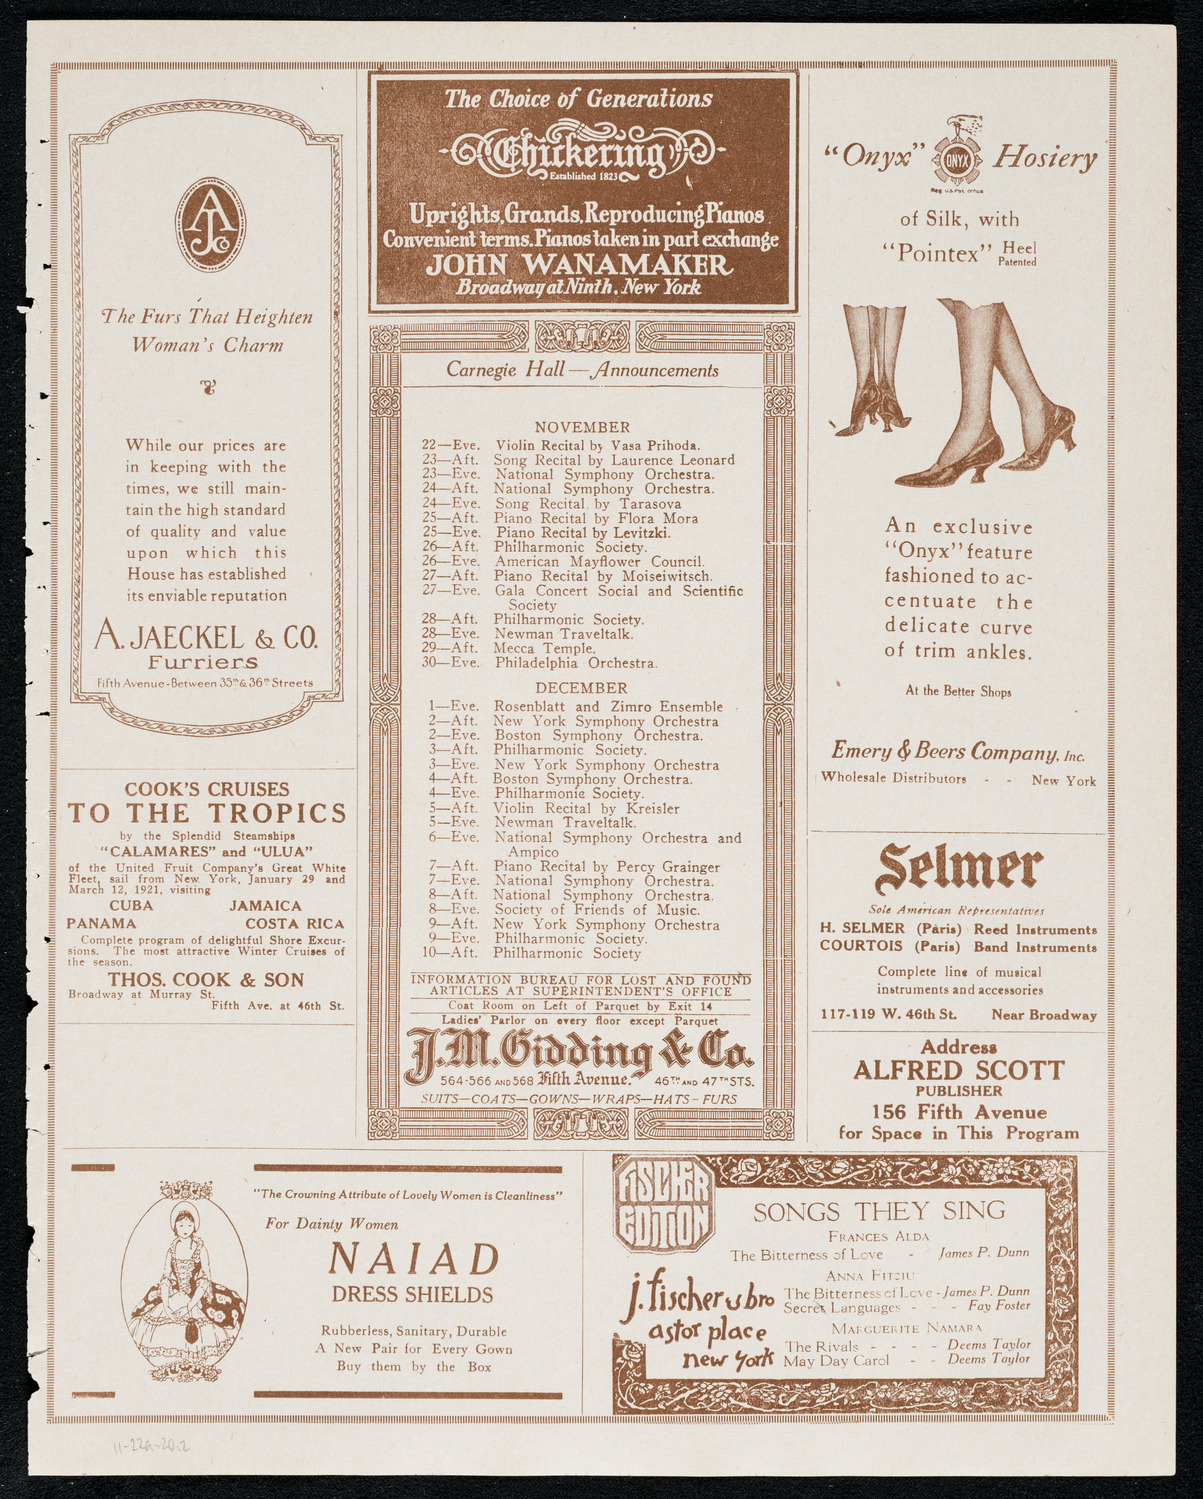 AJCo
The Furs That Heighten
Woman's Charm
While our prices are
in keeping with the
times, we still main-
tain the high standard
of quality and value
upon which this
House has established
its enviable reputation
A. JAECKEL & CO.
Furriers
Fifth Avenue - Between 35th & 36th Streets
COOK'S CRUISES
TO THE TROPICS
by the Splendid Steamships
"CALAMARES" and "ULUA"
of the United Fruit Company's Great White
Fleet, sail from New York, January 29 and
March 12, 1921, visiting
CUBA JAMAICA
PANAMA COSTA RICA
Complete program of delightful Shore Excur-
sions. The most attractive Winter Cruises of
the season.
THOS. COOK & SON
Broadway at Murray St.
Fifth Ave. at 46th St.
The Choice of Generations
Chickering
Established 1823
Uprights, Grands, Reproducing Pianos
Convenient terms. Pianos taken in part exchange
JOHN WANAMAKER
Broadway at Ninth, New York
Carnegie Hall—Announcements
NOVEMBER
22—Eve. Violin Recital by Vasa Prihoda.
23—Aft. Song Recital by Laurence Leonard
23—Eve. National Symphony Orchestra.
24—Aft. National Symphony Orchestra.
24—Eve. Song Recital by Tarasova
25—Aft. Piano Recital by Flora Mora
25—Eve. Piano Recital by Levitzki.
26—Aft. Philharmonic Society.
26—Eve. American Mayflower Council.
27—Aft. Piano Recital by Moiseiwitsch.
27—Eve. Gala Concert Social and Scientific
Society
28—Aft. Philharmonic Society.
28—Eve. Newman Traveltalk.
29—Aft. Mecca Temple.
30—Eve. Philadelphia Orchestra.
DECEMBER
1—Eve. Rosenblatt and Zimro Ensemble
2—Aft. New York Symphony Orchestra
2—Eve. Boston Symphony Orchestra.
3—Aft. Philharmonic Society.
3—Eve. New York Symphony Orchestra
4—Aft. Boston Symphony Orchestra.
4—Eve. Philharmonic Society.
5—Aft. Violin Recital by Kreisler
5—Eve. Newman Traveltalk.
6—Eve. National Symphony Orchestra and
Ampico
7—Aft. Piano Recital by Percy Grainger
7—Eve. National Symphony Orchestra.
8—Aft. National Symphony Orchestra.
8—Eve. Society of Friends of Music.
9—Aft. New York Symphony Orchestra
9—Eve. Philharmonic Society.
10—Aft. Philharmonic Society
INFORMATION BUREAU FOR LOST AND FOUND
ARTICLES AT SUPERINTENDENT'S OFFICE
Coat Room on Left of Parquet by Exit 14
Ladies' Parlor on every floor except Parquet
J.M. Gidding & Co.
564-566 AND 568 Fifth Avenue. 46TH AND 47TH STS.
SUITS—COATS—GOWNS—WRAPS—HATS—FURS
"Onyx" ONYX Hosiery
Reg U.S. Pat. Office
of Silk, with
"Pointex" Heel
Patented
An exclusive
"Onyx" feature
fashioned to ac-
centuate the
delicate curve
of trim ankles.
At the Better Shops
Emery & Beers Company, Inc.
Wholesale Distributors - - New York
Selmer
Sole American Representatives
H. SELMER (Paris) Reed Instruments
COURTOIS (Paris) Band Instruments
Complete line of musical
instruments and accessories
117-119 W. 46th St. Near Broadway
Address
ALFRED SCOTT
PUBLISHER
156 Fifth Avenue
for Space in This Program
"The Crowning Attribute of Lovely Women is Cleanliness"
For Dainty Women
NAIAD
DRESS SHIELDS
Rubberless, Sanitary, Durable
A New Pair for Every Gown
Buy them by the Box
FISCHER
EDITION
j. fischer & bro
astor place
new york
SONGS THEY SING
FRANCES ALDA
The Bitterness of Love - James P. Dunn
ANNA FITZIU
The Bitterness of Love - James P. Dunn
Secret Languages - - - Fay Foster
MARGUERITE NAMARA
The Rivals - - - - Deems Taylor
May Day Carol - - Deems Taylor
11-22a-20:2